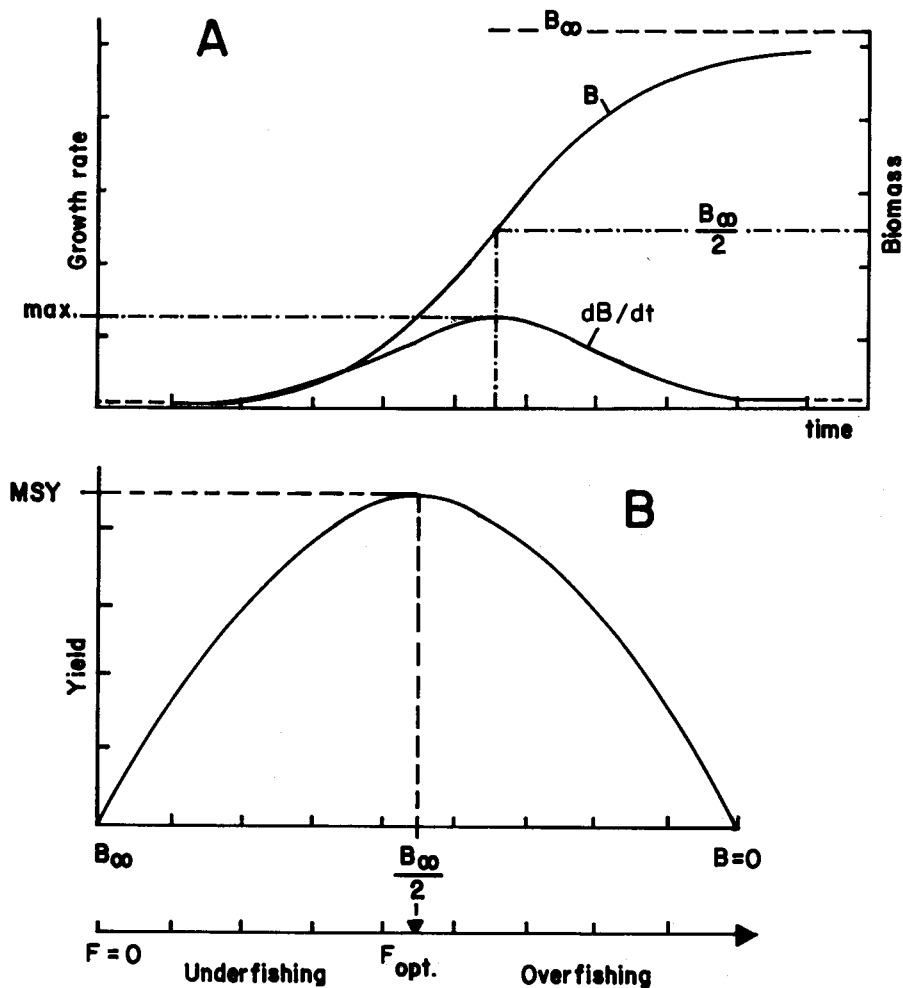 A
B∞
B
Growth rate
B∞
2
Biomass
max.
dB/dt
time
MSY
B
Yield
B∞
B∞
2
B=0
F = 0
Underfishing
Fopt.
Overfishing